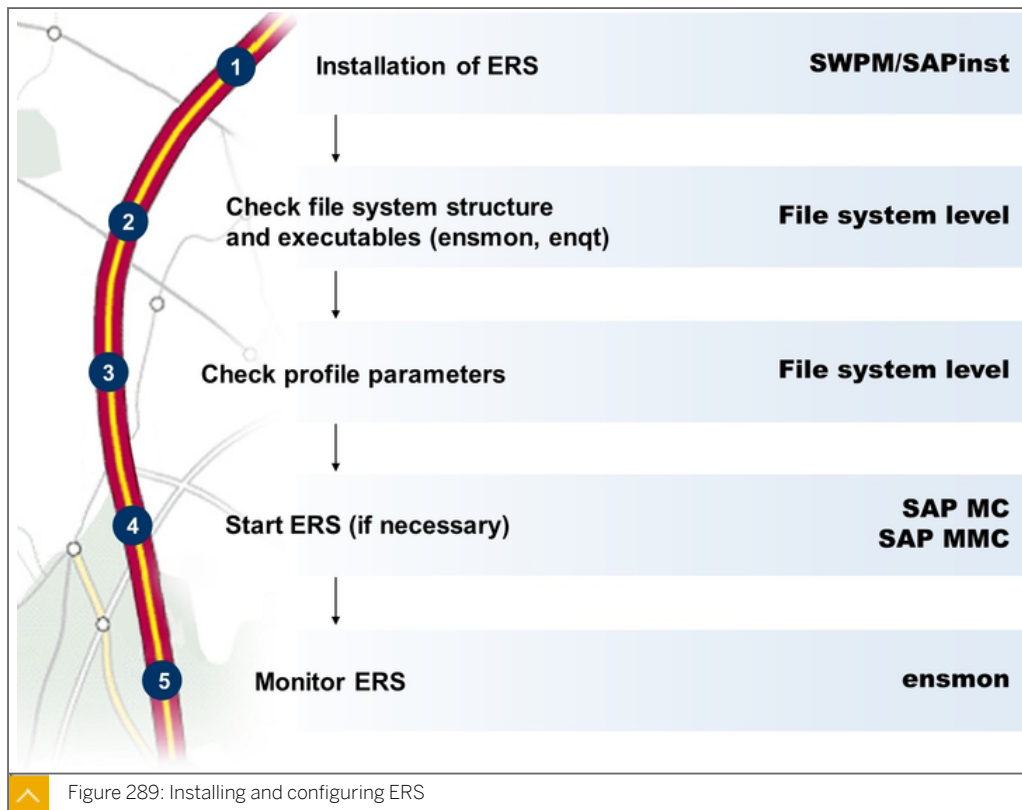 1
Installation of ERS
SWPM/SAPinst
2
Check file system structure
and executables (ensmon, enqt)
File system level
3
Check profile parameters
File system level
4
Start ERS (if necessary)
SAP MC
SAP MMC
5
Monitor ERS
ensmon
Figure 289: Installing and configuring ERS